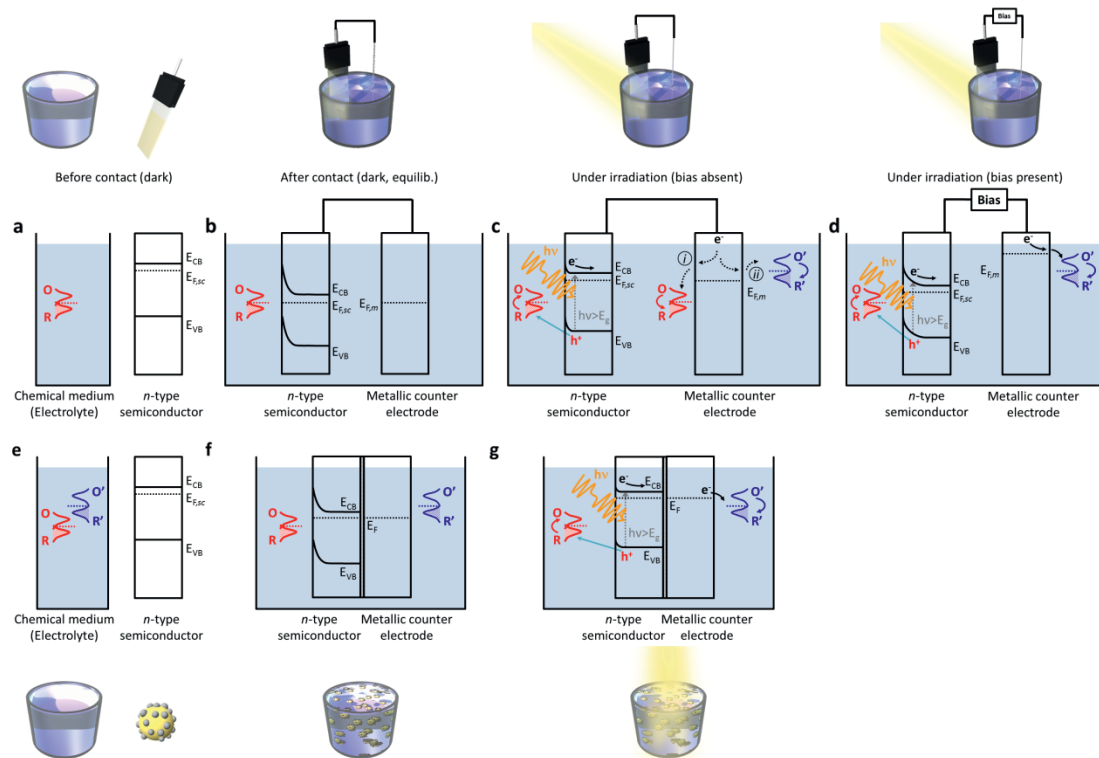 Bias
Before contact (dark)
After contact (dark, equilib.)
Under irradiation (bias absent)
Under irradiation (bias present)
a
O
R
E_CB
E_F,sc
E_VB
Chemical medium
(Electrolyte)
n-type
semiconductor
b
O
R
E_CB
E_F,sc
E_VB
E_F,m
n-type
semiconductor
Metallic counter
electrode
c
hν
e-
E_CB
E_F,sc
O
R
hν>E_g
h+
E_VB
e-
i
ii
O
R
E_F,m
O'
R'
n-type
semiconductor
Metallic counter
electrode
d
Bias
hν
e-
E_CB
E_F,sc
O
R
hν>E_g
h+
E_VB
e-
E_F,m
O'
R'
n-type
semiconductor
Metallic counter
electrode
e
O'
R'
O
R
E_CB
E_F,sc
E_VB
Chemical medium
(Electrolyte)
n-type
semiconductor
f
O
R
E_CB
E_F
E_VB
O'
R'
n-type
semiconductor
Metallic counter
electrode
g
hν
e-
E_CB
O
R
hν>E_g
h+
E_VB
E_F
e-
O'
R'
n-type
semiconductor
Metallic counter
electrode